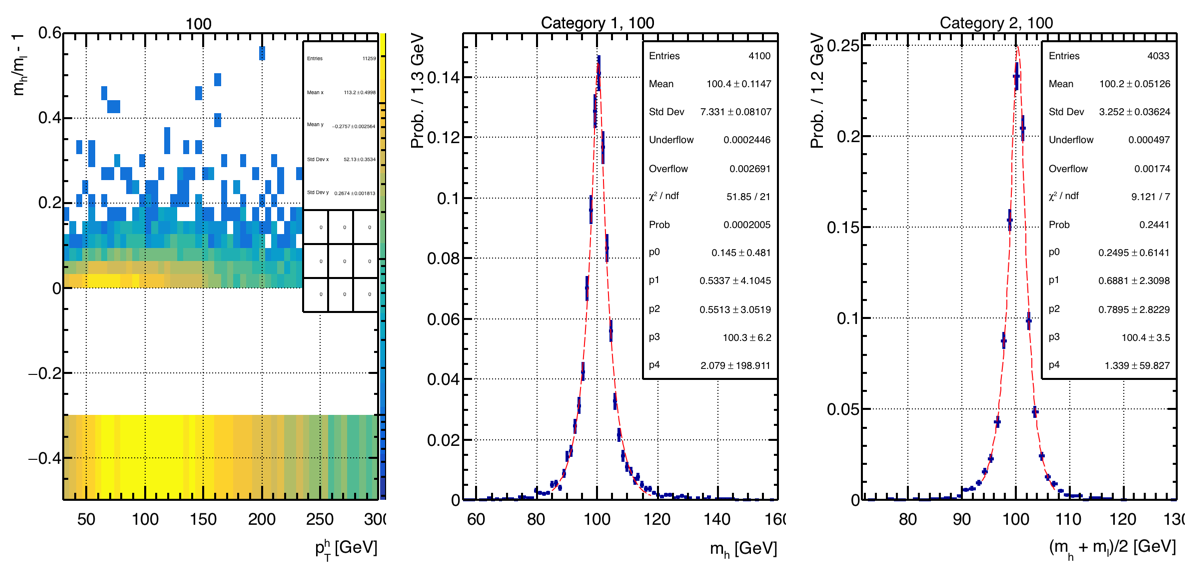 100
m_h/m_l - 1
0.6
0.4
0.2
0
−0.2
−0.4
50 100 150 200 250 300
p_T^h [GeV]
Entries 11259
Mean x 113.2 ± 0.4998
Mean y −0.2757 ± 0.002564
Std Dev x 52.13 ± 0.3534
Std Dev y 0.2674 ± 0.001813
0 0 0
0 0 0
0 0 0
Category 1, 100
Prob. / 1.3 GeV
0.14
0.12
0.1
0.08
0.06
0.04
0.02
0
60 80 100 120 140 160
m_h [GeV]
Entries 4100
Mean 100.4 ± 0.1147
Std Dev 7.331 ± 0.08107
Underflow 0.0002446
Overflow 0.002691
χ² / ndf 51.85 / 21
Prob 0.0002005
p0 0.145 ± 0.481
p1 0.5337 ± 4.1045
p2 0.5513 ± 3.0519
p3 100.3 ± 6.2
p4 2.079 ± 198.911
Category 2, 100
Prob. / 1.2 GeV
0.25
0.2
0.15
0.1
0.05
0
80 90 100 110 120 130
(m_h + m_l)/2 [GeV]
Entries 4033
Mean 100.2 ± 0.05126
Std Dev 3.252 ± 0.03624
Underflow 0.000497
Overflow 0.00174
χ² / ndf 9.121 / 7
Prob 0.2441
p0 0.2495 ± 0.6141
p1 0.6881 ± 2.3098
p2 0.7895 ± 2.8229
p3 100.4 ± 3.5
p4 1.339 ± 59.827